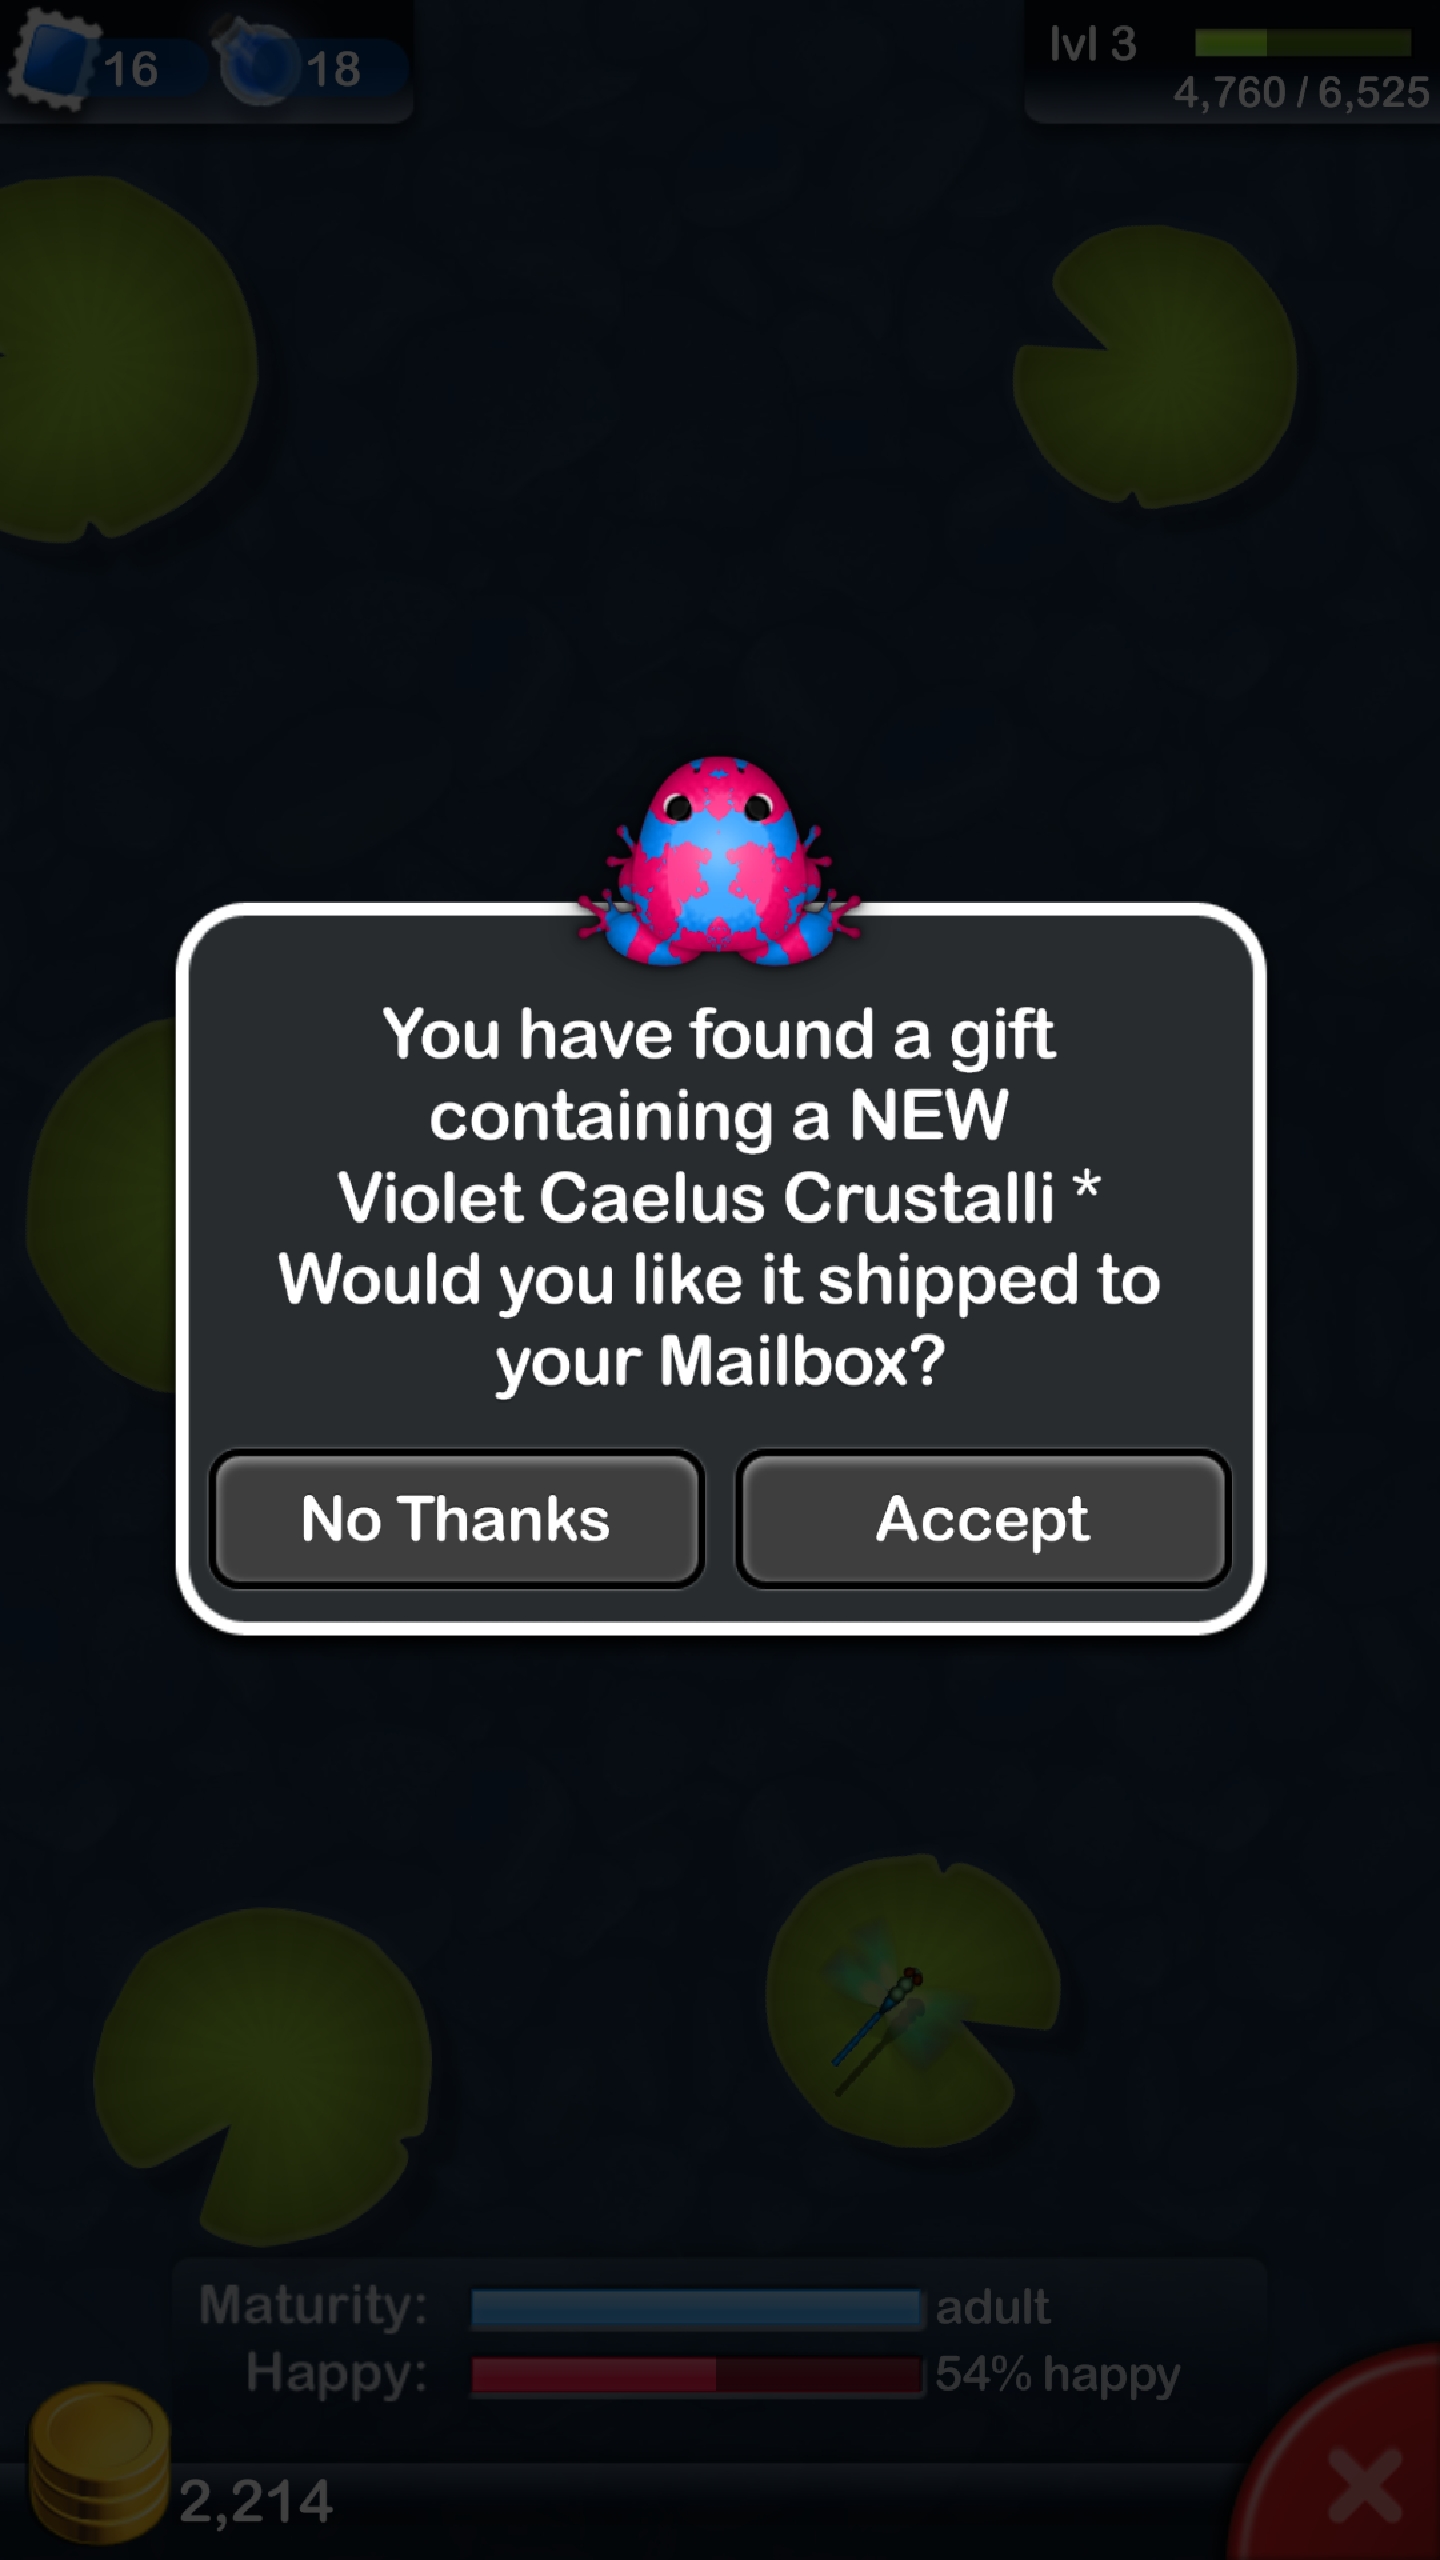 16 18 lvl 3
4,760 / 6,525
You have found a gift
containing a NEW
Violet Caelus Crustalli *
Would you like it shipped to
your Mailbox?
No Thanks Accept
Maturity: adult
Happy: 54% happy
2,214